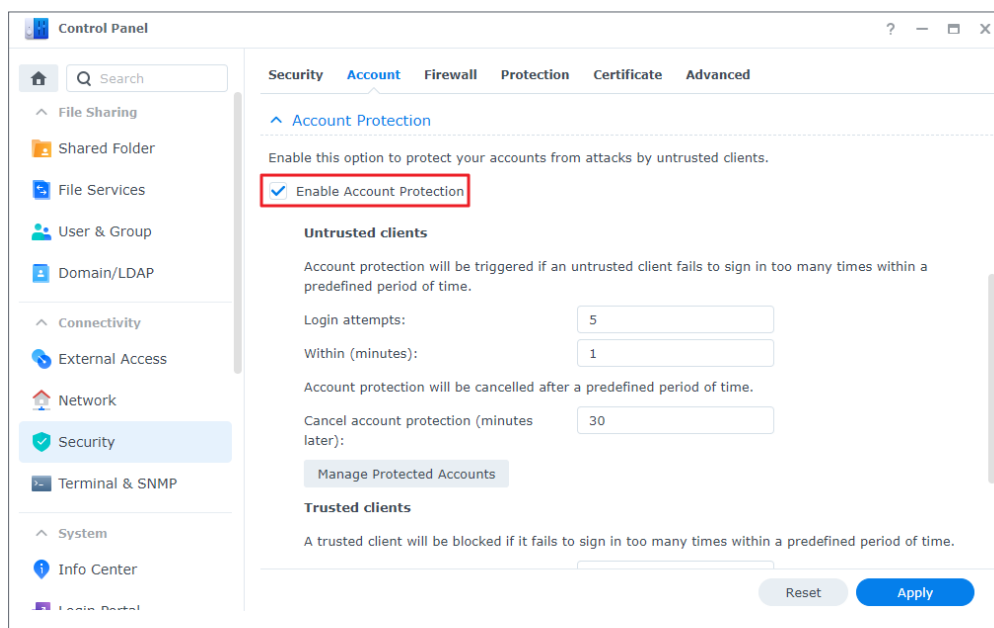 Control Panel
Search
File Sharing
Shared Folder
File Services
User & Group
Domain/LDAP
Connectivity
External Access
Network
Security
Terminal & SNMP
System
Info Center
Login Portal
Security Account Firewall Protection Certificate Advanced
Account Protection
Enable this option to protect your accounts from attacks by untrusted clients.
Enable Account Protection
Untrusted clients
Account protection will be triggered if an untrusted client fails to sign in too many times within a
predefined period of time.
Login attempts: 5
Within (minutes): 1
Account protection will be cancelled after a predefined period of time.
Cancel account protection (minutes 30
later):
Manage Protected Accounts
Trusted clients
A trusted client will be blocked if it fails to sign in too many times within a predefined period of time.
Reset Apply